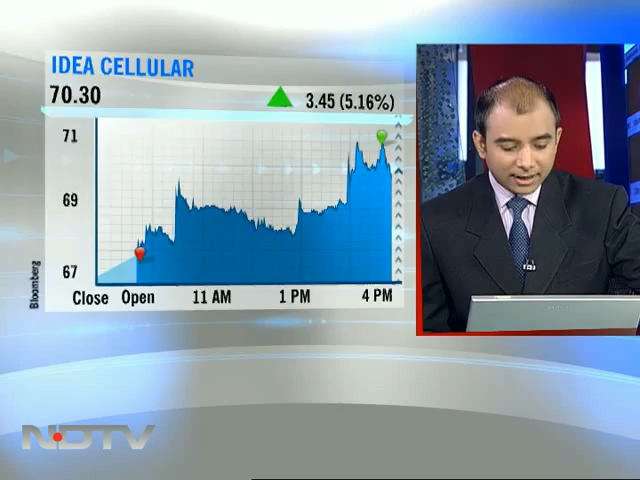 IDEA CELLULAR
70.30
3.45 (5.16%)
71
69
67
Bloomberg
Close Open 11 AM 1 PM 4 PM
NDTV